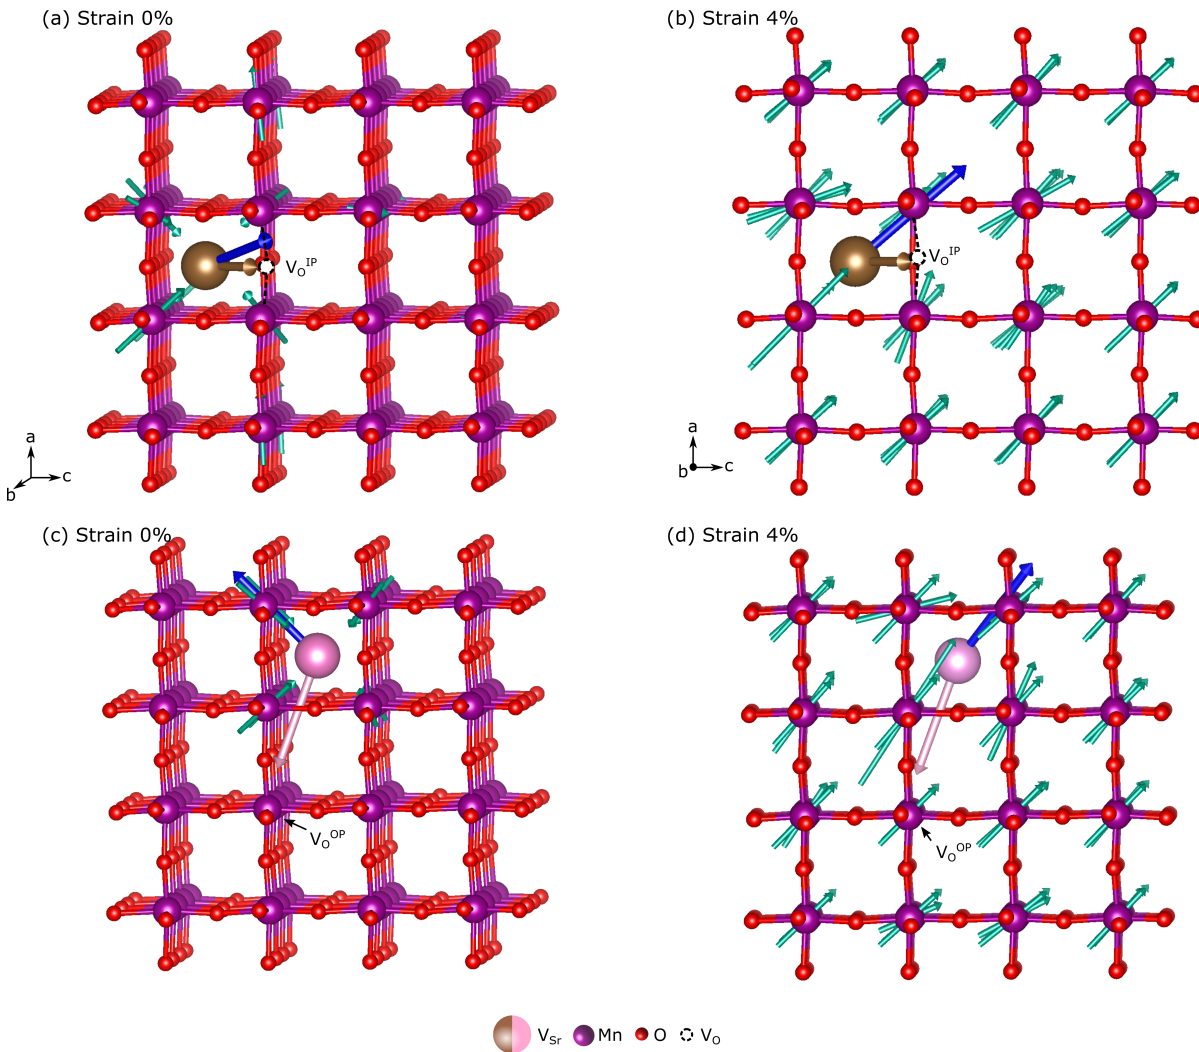 (a) Strain 0%
(b) Strain 4%
V_O^IP
V_O^IP
a
b
c
a
b
c
(c) Strain 0%
(d) Strain 4%
V_O^OP
V_O^OP
V_Sr
Mn
O
V_O